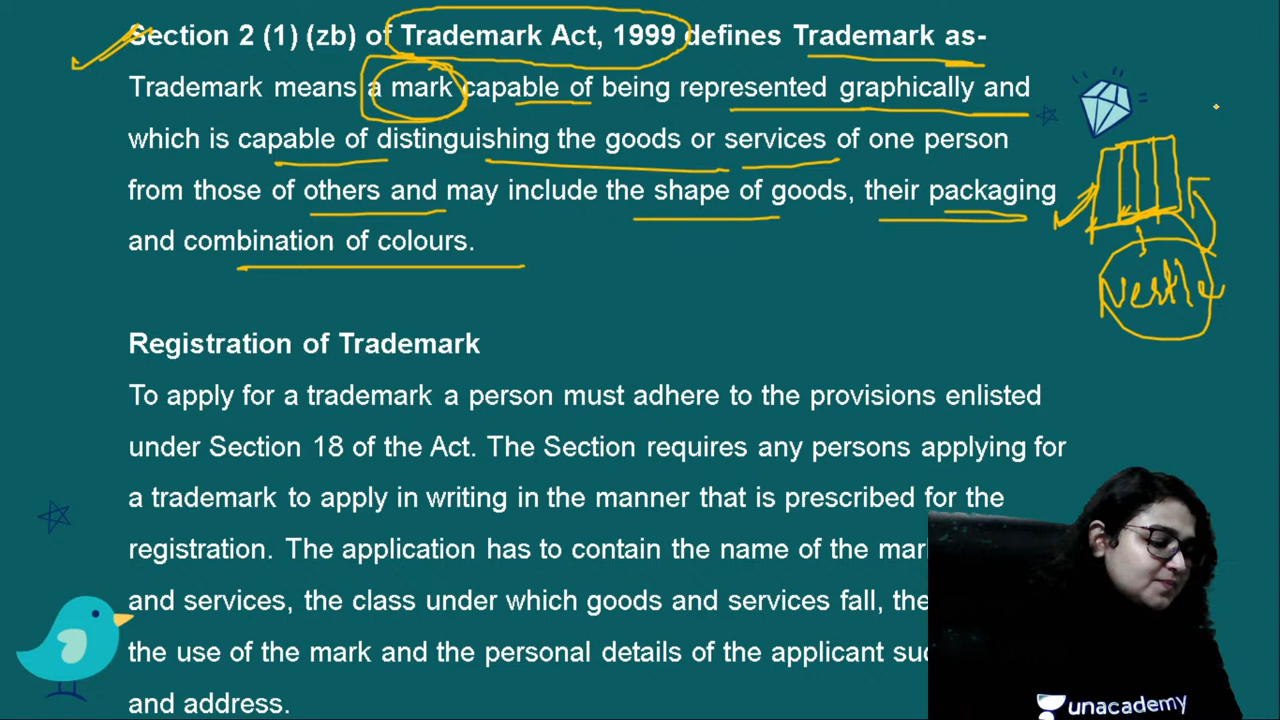 Section 2 (1) (zb) of Trademark Act, 1999 defines Trademark as-
Trademark means a mark capable of being represented graphically and
which is capable of distinguishing the goods or services of one person
from those of others and may include the shape of goods, their packaging
and combination of colours.
Nestle
Registration of Trademark
To apply for a trademark a person must adhere to the provisions enlisted
under Section 18 of the Act. The Section requires any persons applying for
a trademark to apply in writing in the manner that is prescribed for the
registration. The application has to contain the name of the
and services, the class under which goods and services fall,
the use of the mark and the personal details of the applicant
and address.
unacademy